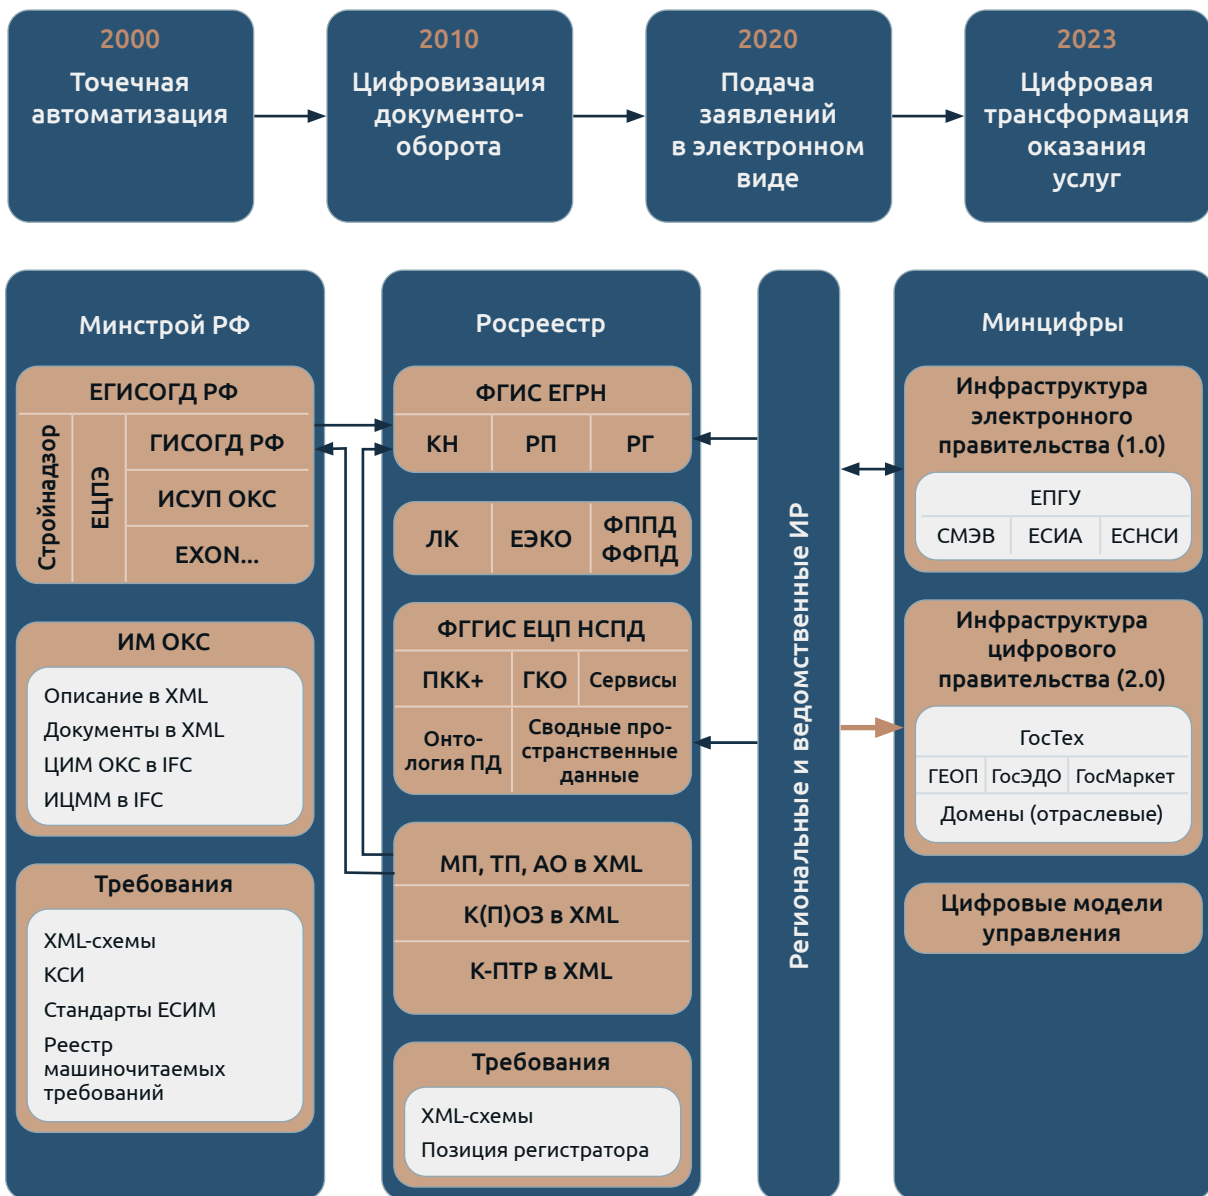 2000
Точечная
автоматизация
2010
Цифровизация
документо-
оборота
2020
Подача
заявлений
в электронном
виде
2023
Цифровая
трансформация
оказания
услуг
Минстрой РФ
ЕГИСОГД РФ
Стройнадзор
ЕЦПЭ
ГИСОГД РФ
ИСУП ОКС
EXON...
ИМ ОКС
Описание в XML
Документы в XML
ЦИМ ОКС в IFC
ИЦММ в IFC
Требования
XML-схемы
КСИ
Стандарты ЕСИМ
Реестр
машиночитаемых
требований
Росреестр
ФГИС ЕГРН
КН РП РГ
ЛК ЕЭКО ФППД
ФФПД
ФГГИС ЕЦП НСПД
ПКК+ ГКО Сервисы
Онто-
логия ПД
Сводные про-
странственные
данные
МП, ТП, АО в XML
К(П)ОЗ в XML
К-ПТР в XML
Требования
XML-схемы
Позиция регистратора
Региональные и ведомственные ИР
Минцифры
Инфраструктура
электронного
правительства (1.0)
ЕПГУ
СМЭВ ЕСИА ЕСНСИ
Инфраструктура
цифрового
правительства (2.0)
ГосТех
ГЕОП ГосЭДО ГосМаркет
Домены (отраслевые)
Цифровые модели
управления